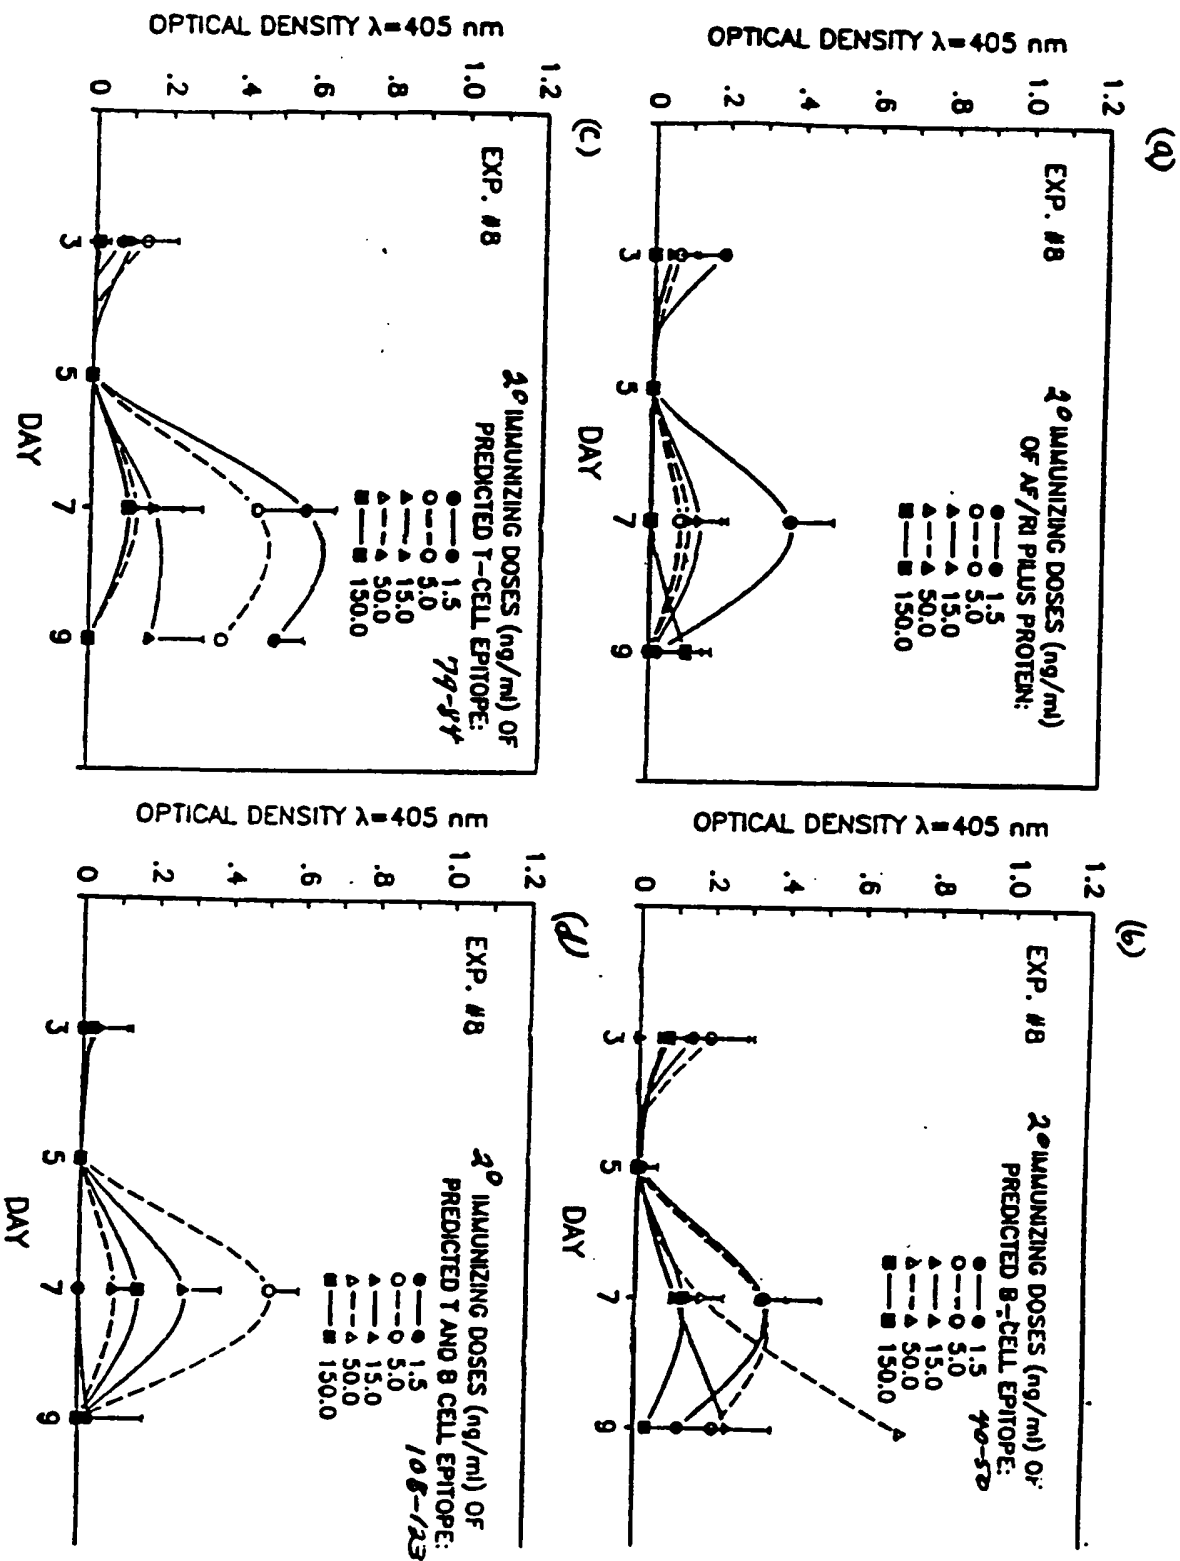 (a)
OPTICAL DENSITY λ=405 nm
1.2
1.0
.8
.6
.4
.2
0
EXP. #8
2° IMMUNIZING DOSES (ng/ml)
OF AF/RI PILUS PROTEIN:
1.5
5.0
15.0
50.0
150.0
3 5 7 9
DAY
(b)
OPTICAL DENSITY λ=405 nm
1.2
1.0
.8
.6
.4
.2
0
EXP. #8
2° IMMUNIZING DOSES (ng/ml) OF
PREDICTED B-CELL EPITOPE: 40-50
1.5
5.0
15.0
50.0
150.0
3 5 7 9
DAY
(c)
OPTICAL DENSITY λ=405 nm
1.2
1.0
.8
.6
.4
.2
0
EXP. #8
2° IMMUNIZING DOSES (ng/ml) OF
PREDICTED T-CELL EPITOPE: 79-84
1.5
5.0
15.0
50.0
150.0
3 5 7 9
DAY
(d)
OPTICAL DENSITY λ=405 nm
1.2
1.0
.8
.6
.4
.2
0
EXP. #8
2° IMMUNIZING DOSES (ng/ml) OF
PREDICTED T AND B CELL EPITOPE: 108-123
1.5
5.0
15.0
50.0
150.0
3 5 7 9
DAY